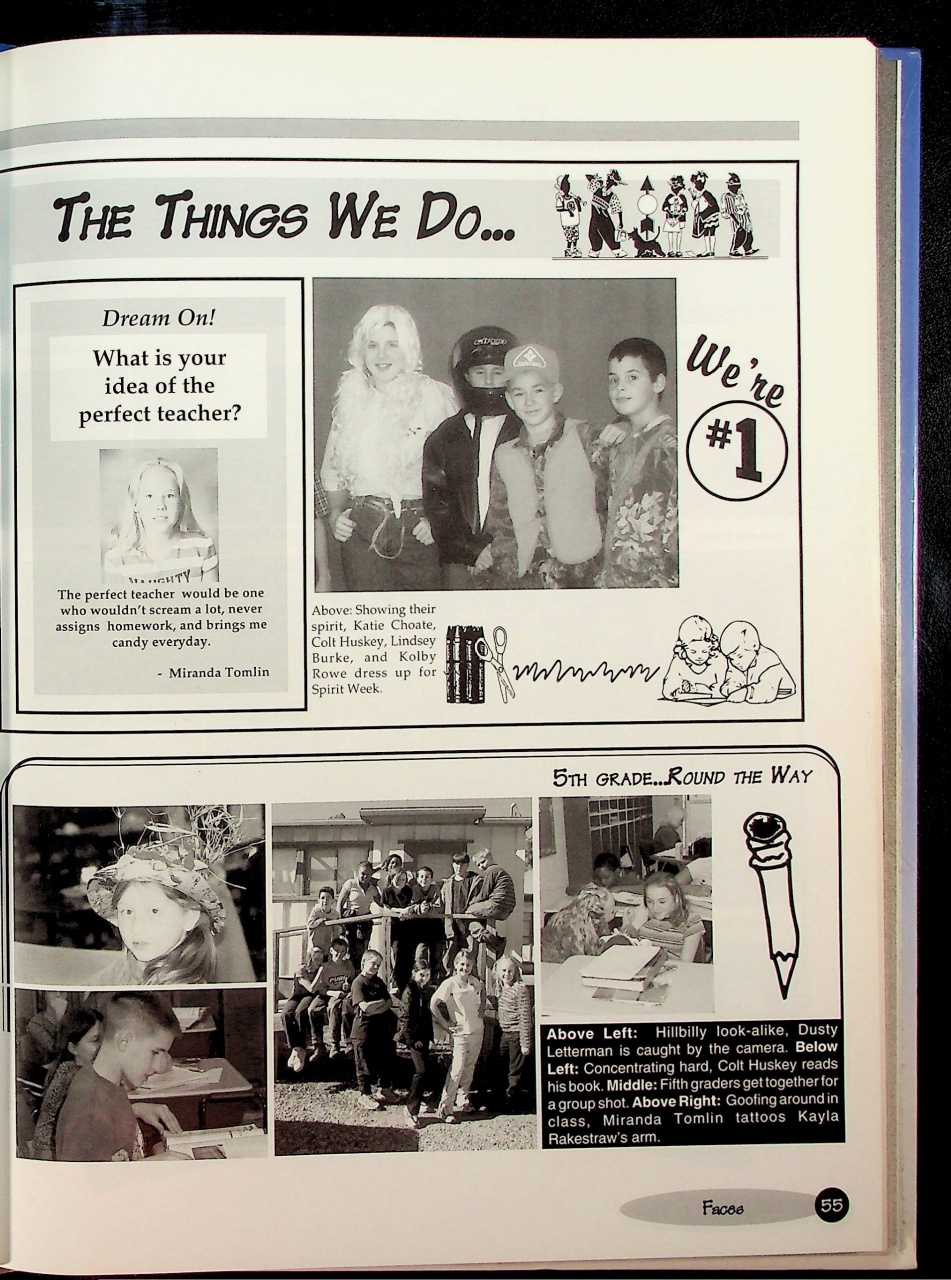 THE THINGS WE DO...
Dream On!
What is your
idea of the
perfect teacher?
NAUGHTY
The perfect teacher would be one
who wouldn't scream a lot, never
assigns homework, and brings me
candy everyday.
- Miranda Tomlin
We're
#1
Above: Showing their
spirit, Katie Choate,
Colt Huskey, Lindsey
Burke, and Kolby
Rowe dress up for
Spirit Week.
5TH GRADE...ROUND THE WAY
Above Left: Hillbilly look-alike, Dusty
Letterman is caught by the camera. Below
Left: Concentrating hard, Colt Huskey reads
his book. Middle: Fifth graders get together for
a group shot. Above Right: Goofing around in
class, Miranda Tomlin tattoos Kayla
Rakestraw's arm.
Faces
55